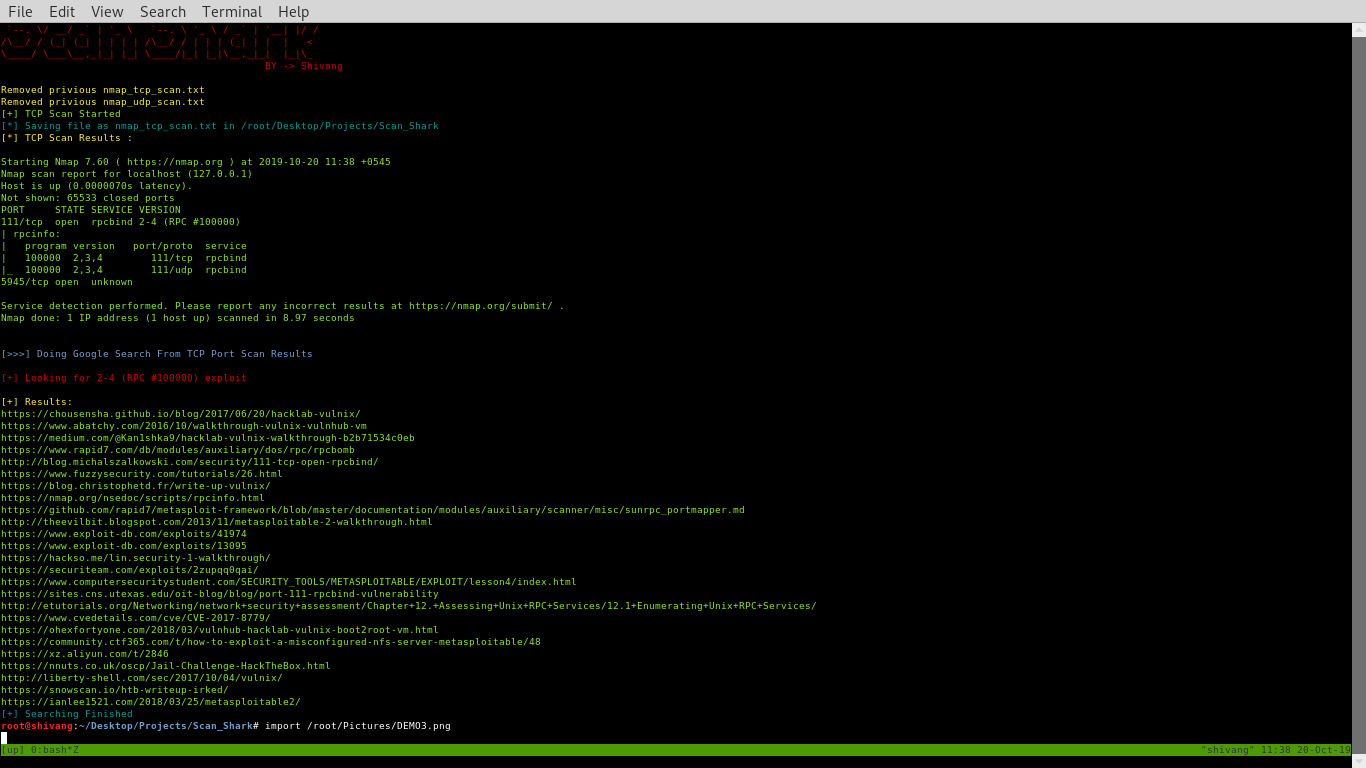 File Edit View Search Terminal Help
BY -> Shivang
Removed privious nmap_tcp_scan.txt
Removed privious nmap_udp_scan.txt
[+] TCP Scan Started
[*] Saving file as nmap_tcp_scan.txt in /root/Desktop/Projects/Scan_Shark
[*] TCP Scan Results :
Starting Nmap 7.60 ( https://nmap.org ) at 2019-10-20 11:38 +0545
Nmap scan report for localhost (127.0.0.1)
Host is up (0.0000070s latency).
Not shown: 65533 closed ports
PORT     STATE SERVICE VERSION
111/tcp  open  rpcbind 2-4 (RPC #100000)
| rpcinfo:
|   program version   port/proto  service
|   100000  2,3,4        111/tcp  rpcbind
|_  100000  2,3,4        111/udp  rpcbind
5945/tcp open  unknown
Service detection performed. Please report any incorrect results at https://nmap.org/submit/ .
Nmap done: 1 IP address (1 host up) scanned in 8.97 seconds
[>>>] Doing Google Search From TCP Port Scan Results
[+] Looking for 2-4 (RPC #100000) exploit
[+] Results:
https://chousensha.github.io/blog/2017/06/20/hacklab-vulnix/
https://www.abatchy.com/2016/10/walkthrough-vulnix-vulnhub-vm
https://medium.com/@Kan1shka9/hacklab-vulnix-walkthrough-b2b71534c0eb
https://www.rapid7.com/db/modules/auxiliary/dos/rpc/rpcbomb
http://blog.michalszalkowski.com/security/111-tcp-open-rpcbind/
https://www.fuzzysecurity.com/tutorials/26.html
https://blog.christophetd.fr/write-up-vulnix/
https://nmap.org/nsedoc/scripts/rpcinfo.html
https://github.com/rapid7/metasploit-framework/blob/master/documentation/modules/auxiliary/scanner/misc/sunrpc_portmapper.md
http://theevilbit.blogspot.com/2013/11/metasploitable-2-walkthrough.html
https://www.exploit-db.com/exploits/41974
https://www.exploit-db.com/exploits/13095
https://hackso.me/lin.security-1-walkthrough/
https://securiteam.com/exploits/2zupqq0qai/
https://www.computersecuritystudent.com/SECURITY_TOOLS/METASPLOITABLE/EXPLOIT/lesson4/index.html
https://sites.cns.utexas.edu/oit-blog/blog/port-111-rpcbind-vulnerability
http://etutorials.org/Networking/network+security+assessment/Chapter+12.+Assessing+Unix+RPC+Services/12.1+Enumerating+Unix+RPC+Services/
https://www.cvedetails.com/cve/CVE-2017-8779/
https://ohexfortyone.com/2018/03/vulnhub-hacklab-vulnix-boot2root-vm.html
https://community.ctf365.com/t/how-to-exploit-a-misconfigured-nfs-server-metasploitable/48
https://xz.aliyun.com/t/2846
https://nnuts.co.uk/oscp/Jail-Challenge-HackTheBox.html
http://liberty-shell.com/sec/2017/10/04/vulnix/
https://snowscan.io/htb-writeup-irked/
https://ianlee1521.com/2018/03/25/metasploitable2/
[+] Searching Finished
root@shivang:~/Desktop/Projects/Scan_Shark# import /root/Pictures/DEMO3.png
[up] 0:bash*Z "shivang" 11:38 20-Oct-19